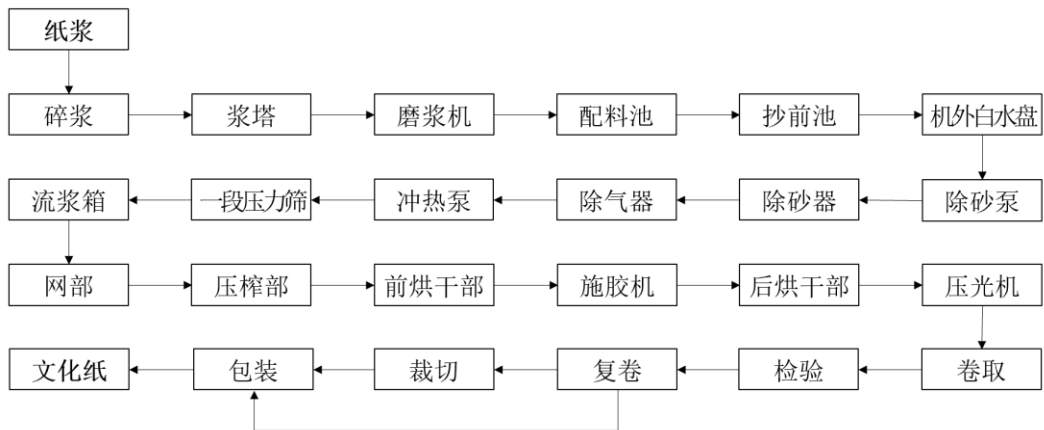 纸浆
碎浆 浆塔 磨浆机 配料池 抄前池 机外白水盘
流浆箱 一段压力筛 冲热泵 除气器 除砂器 除砂泵
网部 压榨部 前烘干部 施胶机 后烘干部 压光机
文化纸 包装 裁切 复卷 检验 卷取